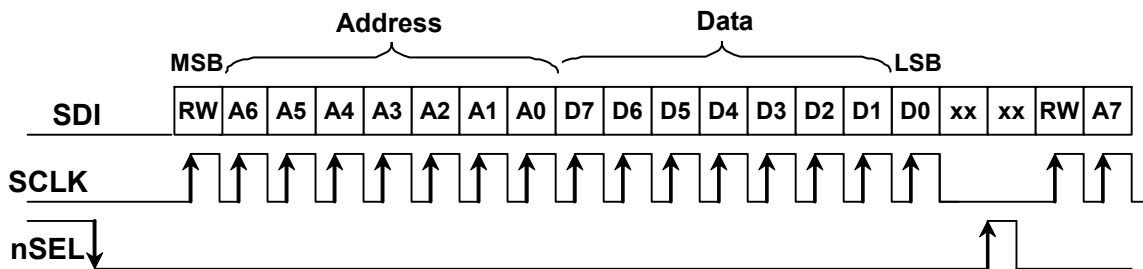 Address Data
MSB LSB
SDI RW A6 A5 A4 A3 A2 A1 A0 D7 D6 D5 D4 D3 D2 D1 D0 xx xx RW A7
SCLK
nSEL